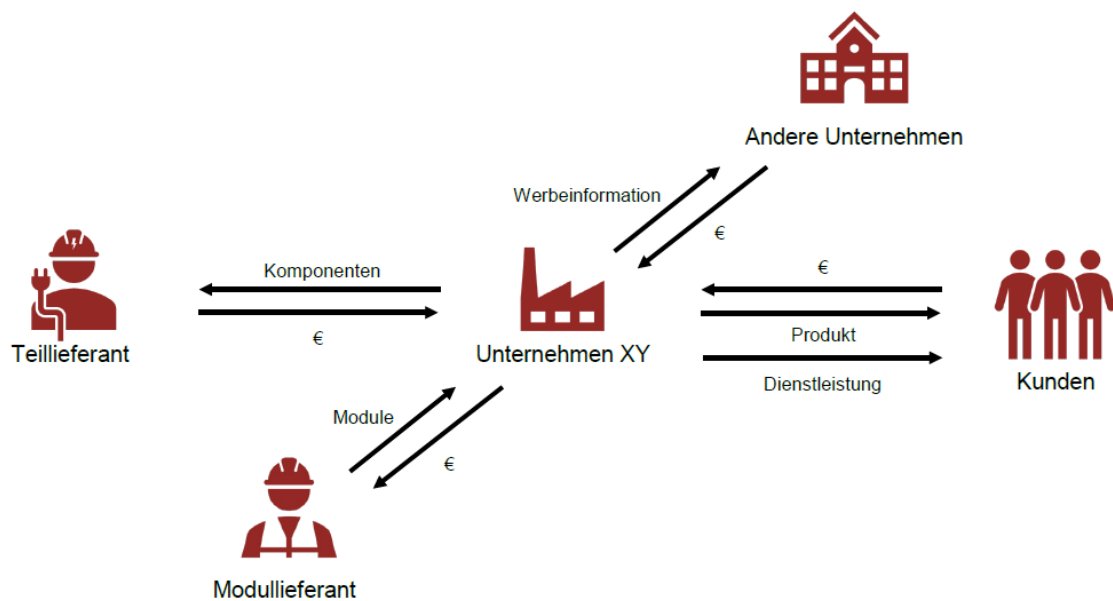 Andere Unternehmen
Werbeinformation
€
Komponenten
€
Teillieferant
Unternehmen XY
€
Produkt
Dienstleistung
Kunden
Module
€
Modullieferant